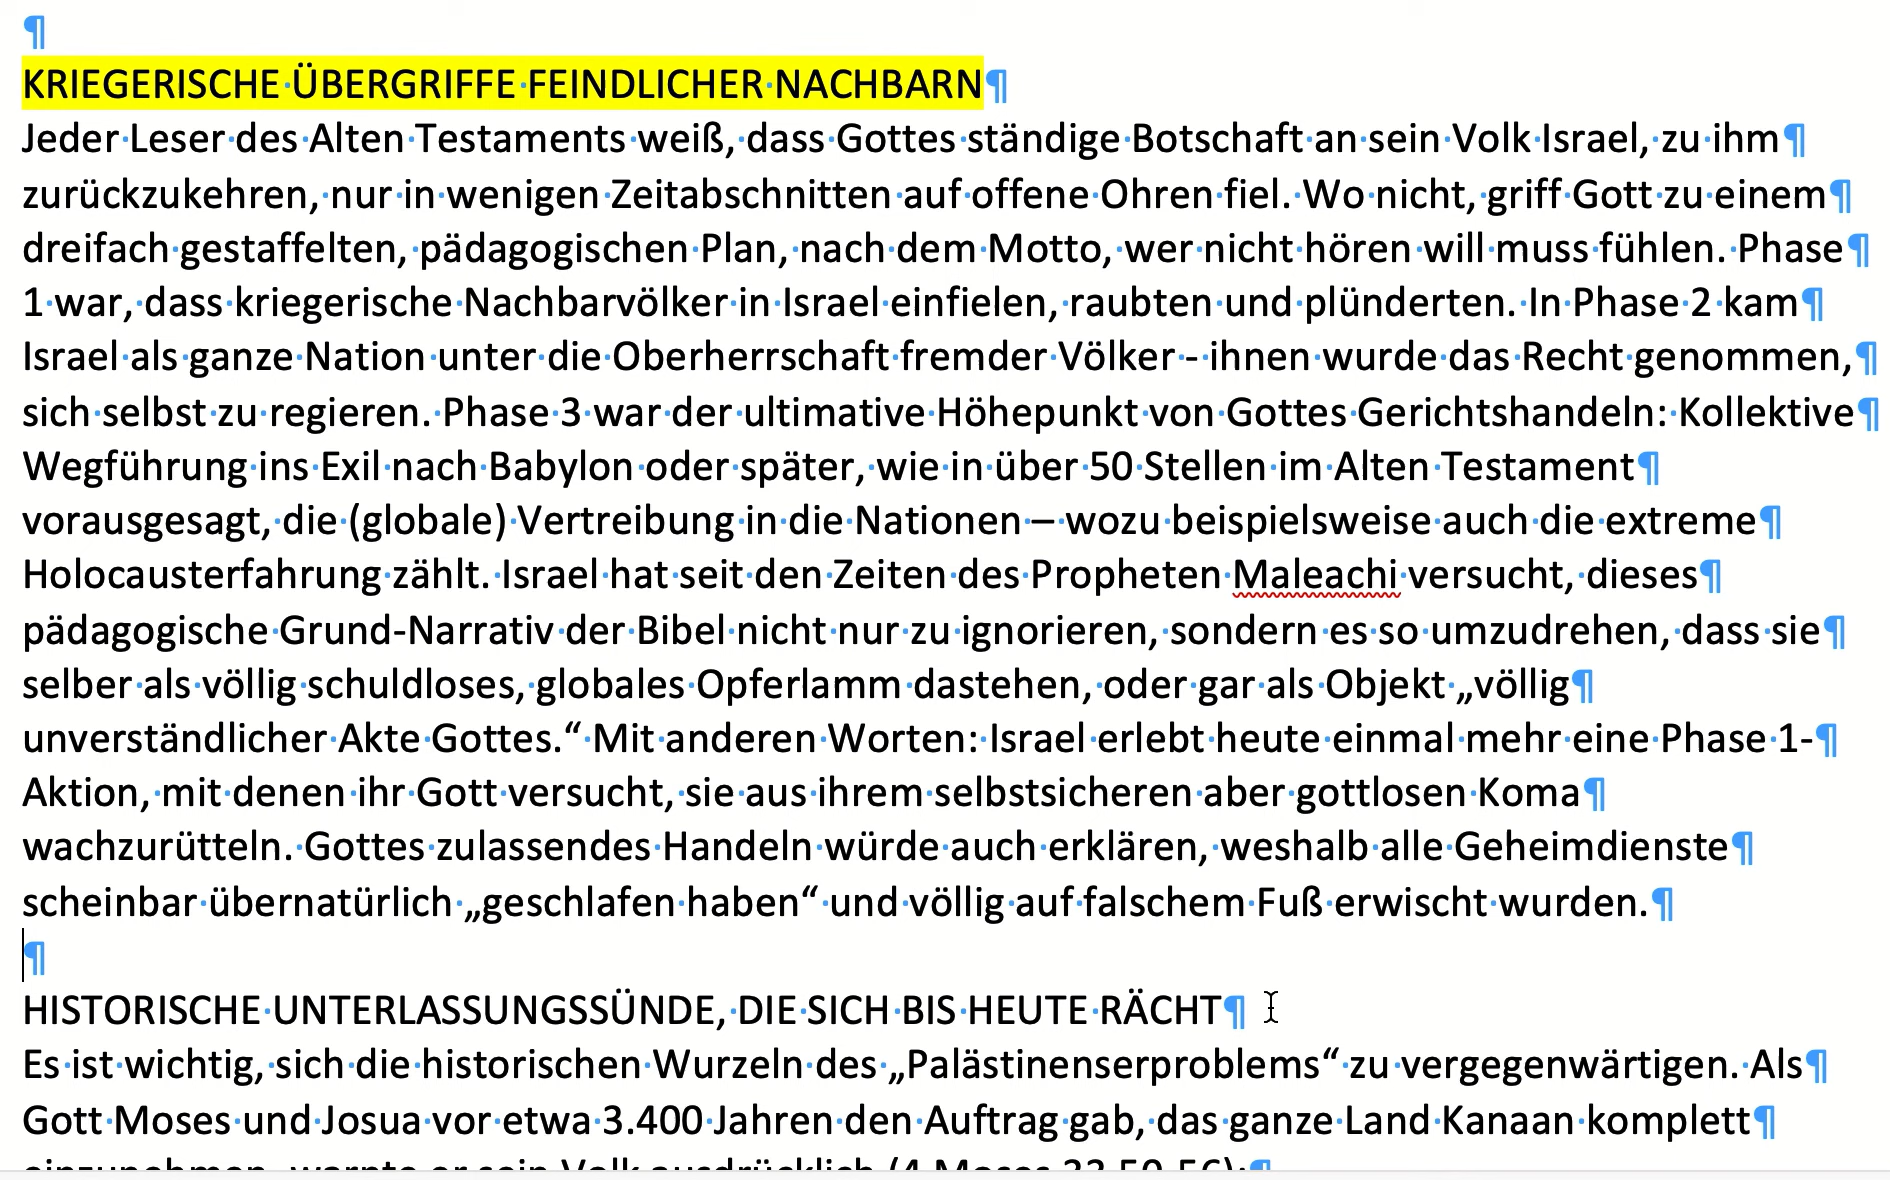 KRIEGERISCHE ÜBERGRIFFE FEINDLICHER NACHBARN
Jeder Leser des Alten Testaments weiß, dass Gottes ständige Botschaft an sein Volk Israel, zu ihm
zurückzukehren, nur in wenigen Zeitabschnitten auf offene Ohren fiel. Wo nicht, griff Gott zu einem
dreifach gestaffelten, pädagogischen Plan, nach dem Motto, wer nicht hören will muss fühlen. Phase
1 war, dass kriegerische Nachbarvölker in Israel einfielen, raubten und plünderten. In Phase 2 kam
Israel als ganze Nation unter die Oberherrschaft fremder Völker - ihnen wurde das Recht genommen,
sich selbst zu regieren. Phase 3 war der ultimative Höhepunkt von Gottes Gerichtshandeln: Kollektive
Wegführung ins Exil nach Babylon oder später, wie in über 50 Stellen im Alten Testament
vorausgesagt, die (globale) Vertreibung in die Nationen – wozu beispielsweise auch die extreme
Holocausterfahrung zählt. Israel hat seit den Zeiten des Propheten Maleachi versucht, dieses
pädagogische Grund-Narrativ der Bibel nicht nur zu ignorieren, sondern es so umzudrehen, dass sie
selber als völlig schuldloses, globales Opferlamm dastehen, oder gar als Objekt „völlig
unverständlicher Akte Gottes.“ Mit anderen Worten: Israel erlebt heute einmal mehr eine Phase 1-
Aktion, mit denen ihr Gott versucht, sie aus ihrem selbstsicheren aber gottlosen Koma
wachzurütteln. Gottes zulassendes Handeln würde auch erklären, weshalb alle Geheimdienste
scheinbar übernatürlich „geschlafen haben“ und völlig auf falschem Fuß erwischt wurden.
HISTORISCHE UNTERLASSUNGSSÜNDE, DIE SICH BIS HEUTE RÄCHT
Es ist wichtig, sich die historischen Wurzeln des „Palästinenserproblems“ zu vergegenwärtigen. Als
Gott Moses und Josua vor etwa 3.400 Jahren den Auftrag gab, das ganze Land Kanaan komplett
einzunehmen, warnte er sein Volk ausdrücklich (4.Moses